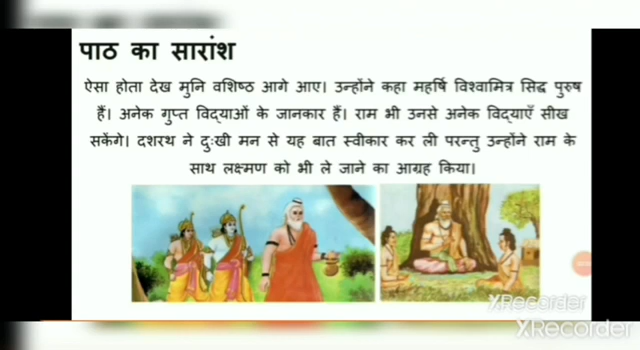 पाठ का सारांश
ऐसा होता देख मुनि वशिष्ठ आगे आए। उन्होंने कहा महर्षि विश्वामित्र सिद्ध पुरुष
हैं। अनेक गुप्त विद्याओं के जानकार हैं। राम भी उनसे अनेक विद्याएँ सीख
सकेंगे। दशरथ ने दुःखी मन से यह बात स्वीकार कर ली परन्तु उन्होंने राम के
साथ लक्ष्मण को भी ले जाने का आग्रह किया।
XRecorder
XRecorder